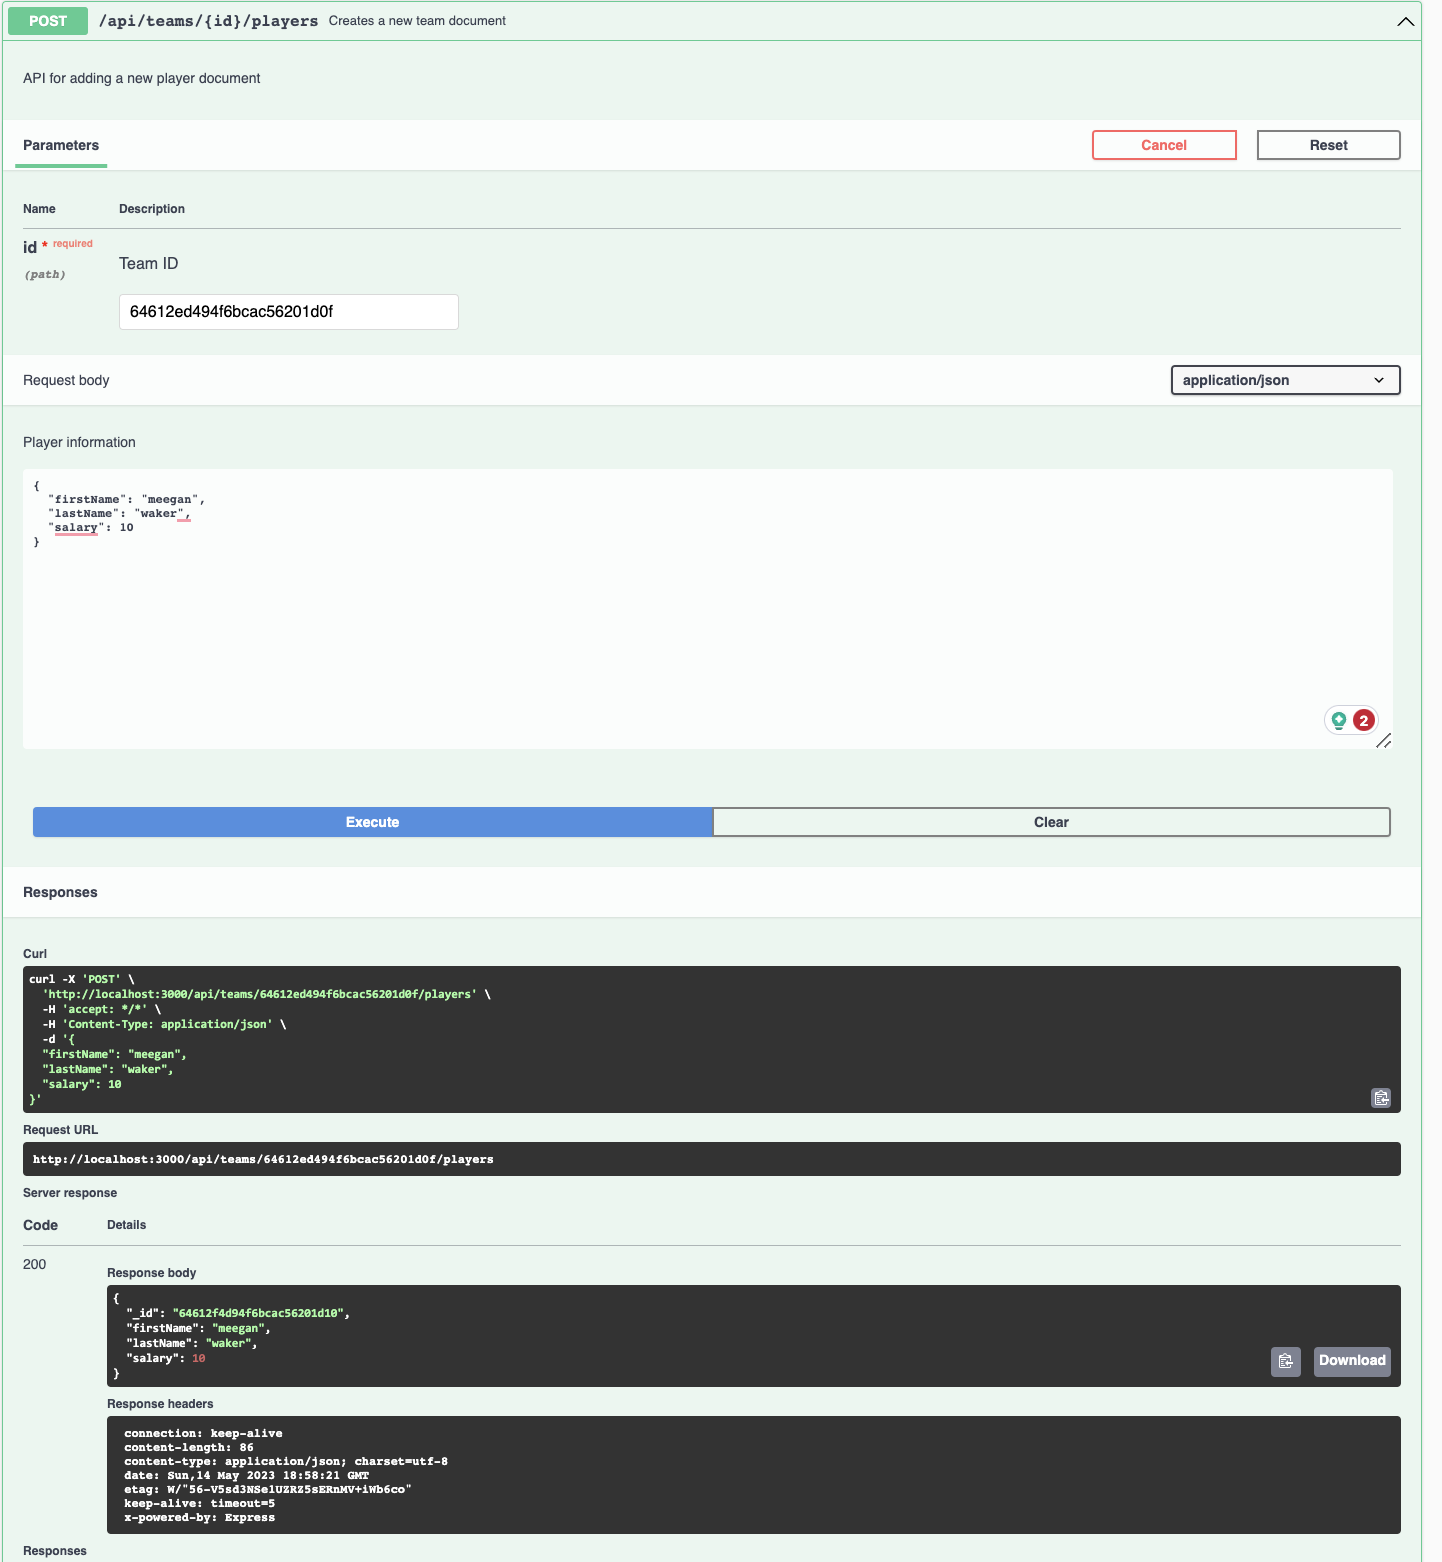 POST /api/teams/{id}/players Creates a new team document
API for adding a new player document
Parameters
Cancel
Reset
Name Description
id * required
(path)
Team ID
64612ed494f6bcac56201d0f
Request body
application/json
Player information
{
"firstName": "meegan",
"lastName": "waker",
"salary": 10
}
2
Execute
Clear
Responses
Curl
curl -X 'POST' \
'http://localhost:3000/api/teams/64612ed494f6bcac56201d0f/players' \
-H 'accept: */*' \
-H 'Content-Type: application/json' \
-d '{
"firstName": "meegan",
"lastName": "waker",
"salary": 10
}'
Request URL
http://localhost:3000/api/teams/64612ed494f6bcac56201d0f/players
Server response
Code Details
200
Response body
{
"_id": "64612f4d94f6bcac56201d10",
"firstName": "meegan",
"lastName": "waker",
"salary": 10
}
Download
Response headers
connection: keep-alive
content-length: 86
content-type: application/json; charset=utf-8
date: Sun,14 May 2023 18:58:21 GMT
etag: W/"56-V5sd3NSelUZRZ5sERnMV+iWb6co"
keep-alive: timeout=5
x-powered-by: Express
Responses